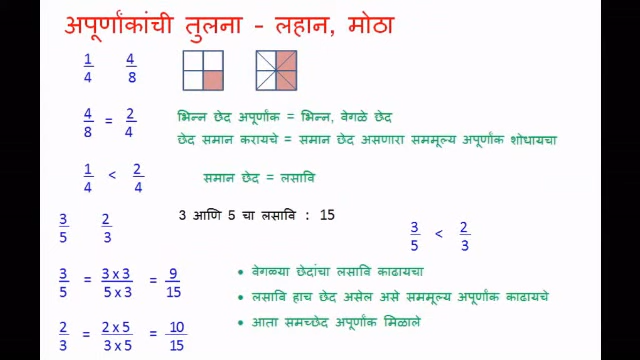 अपूर्णांकांची तुलना - लहान, मोठा
1/4 4/8
4/8 = 2/4
भिन्न छेद अपूर्णांक = भिन्न, वेगळे छेद
छेद समान करायचे = समान छेद असणारा सममूल्य अपूर्णांक शोधायचा
1/4 < 2/4
समान छेद = लसावि
3/5 2/3
3 आणि 5 चा लसावि : 15
3/5 < 2/3
3/5 = 3 x 3/5 x 3 = 9/15
• वेगळ्या छेदांचा लसावि काढायचा
• लसावि हाच छेद असेल असे सममूल्य अपूर्णांक काढायचे
• आता समच्छेद अपूर्णांक मिळाले
2/3 = 2 x 5/3 x 5 = 10/15